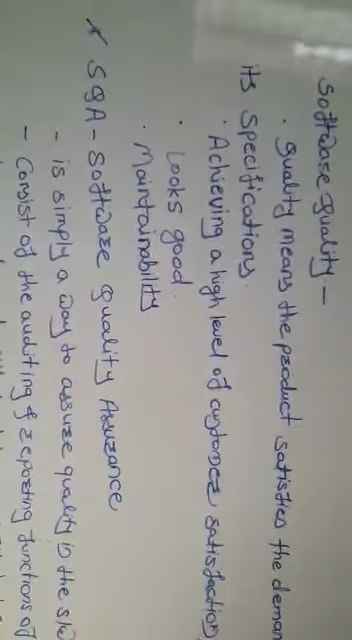 Software quality -
· quality means the product satisfies the deman
its specifications.
· Achieving a high level of customer satisfaction
· Looks good.
· Maintainability
* SQA - Software quality Assurance
- is simply a way to assure quality in the s/w
- Consist of the auditing & reporting functions of